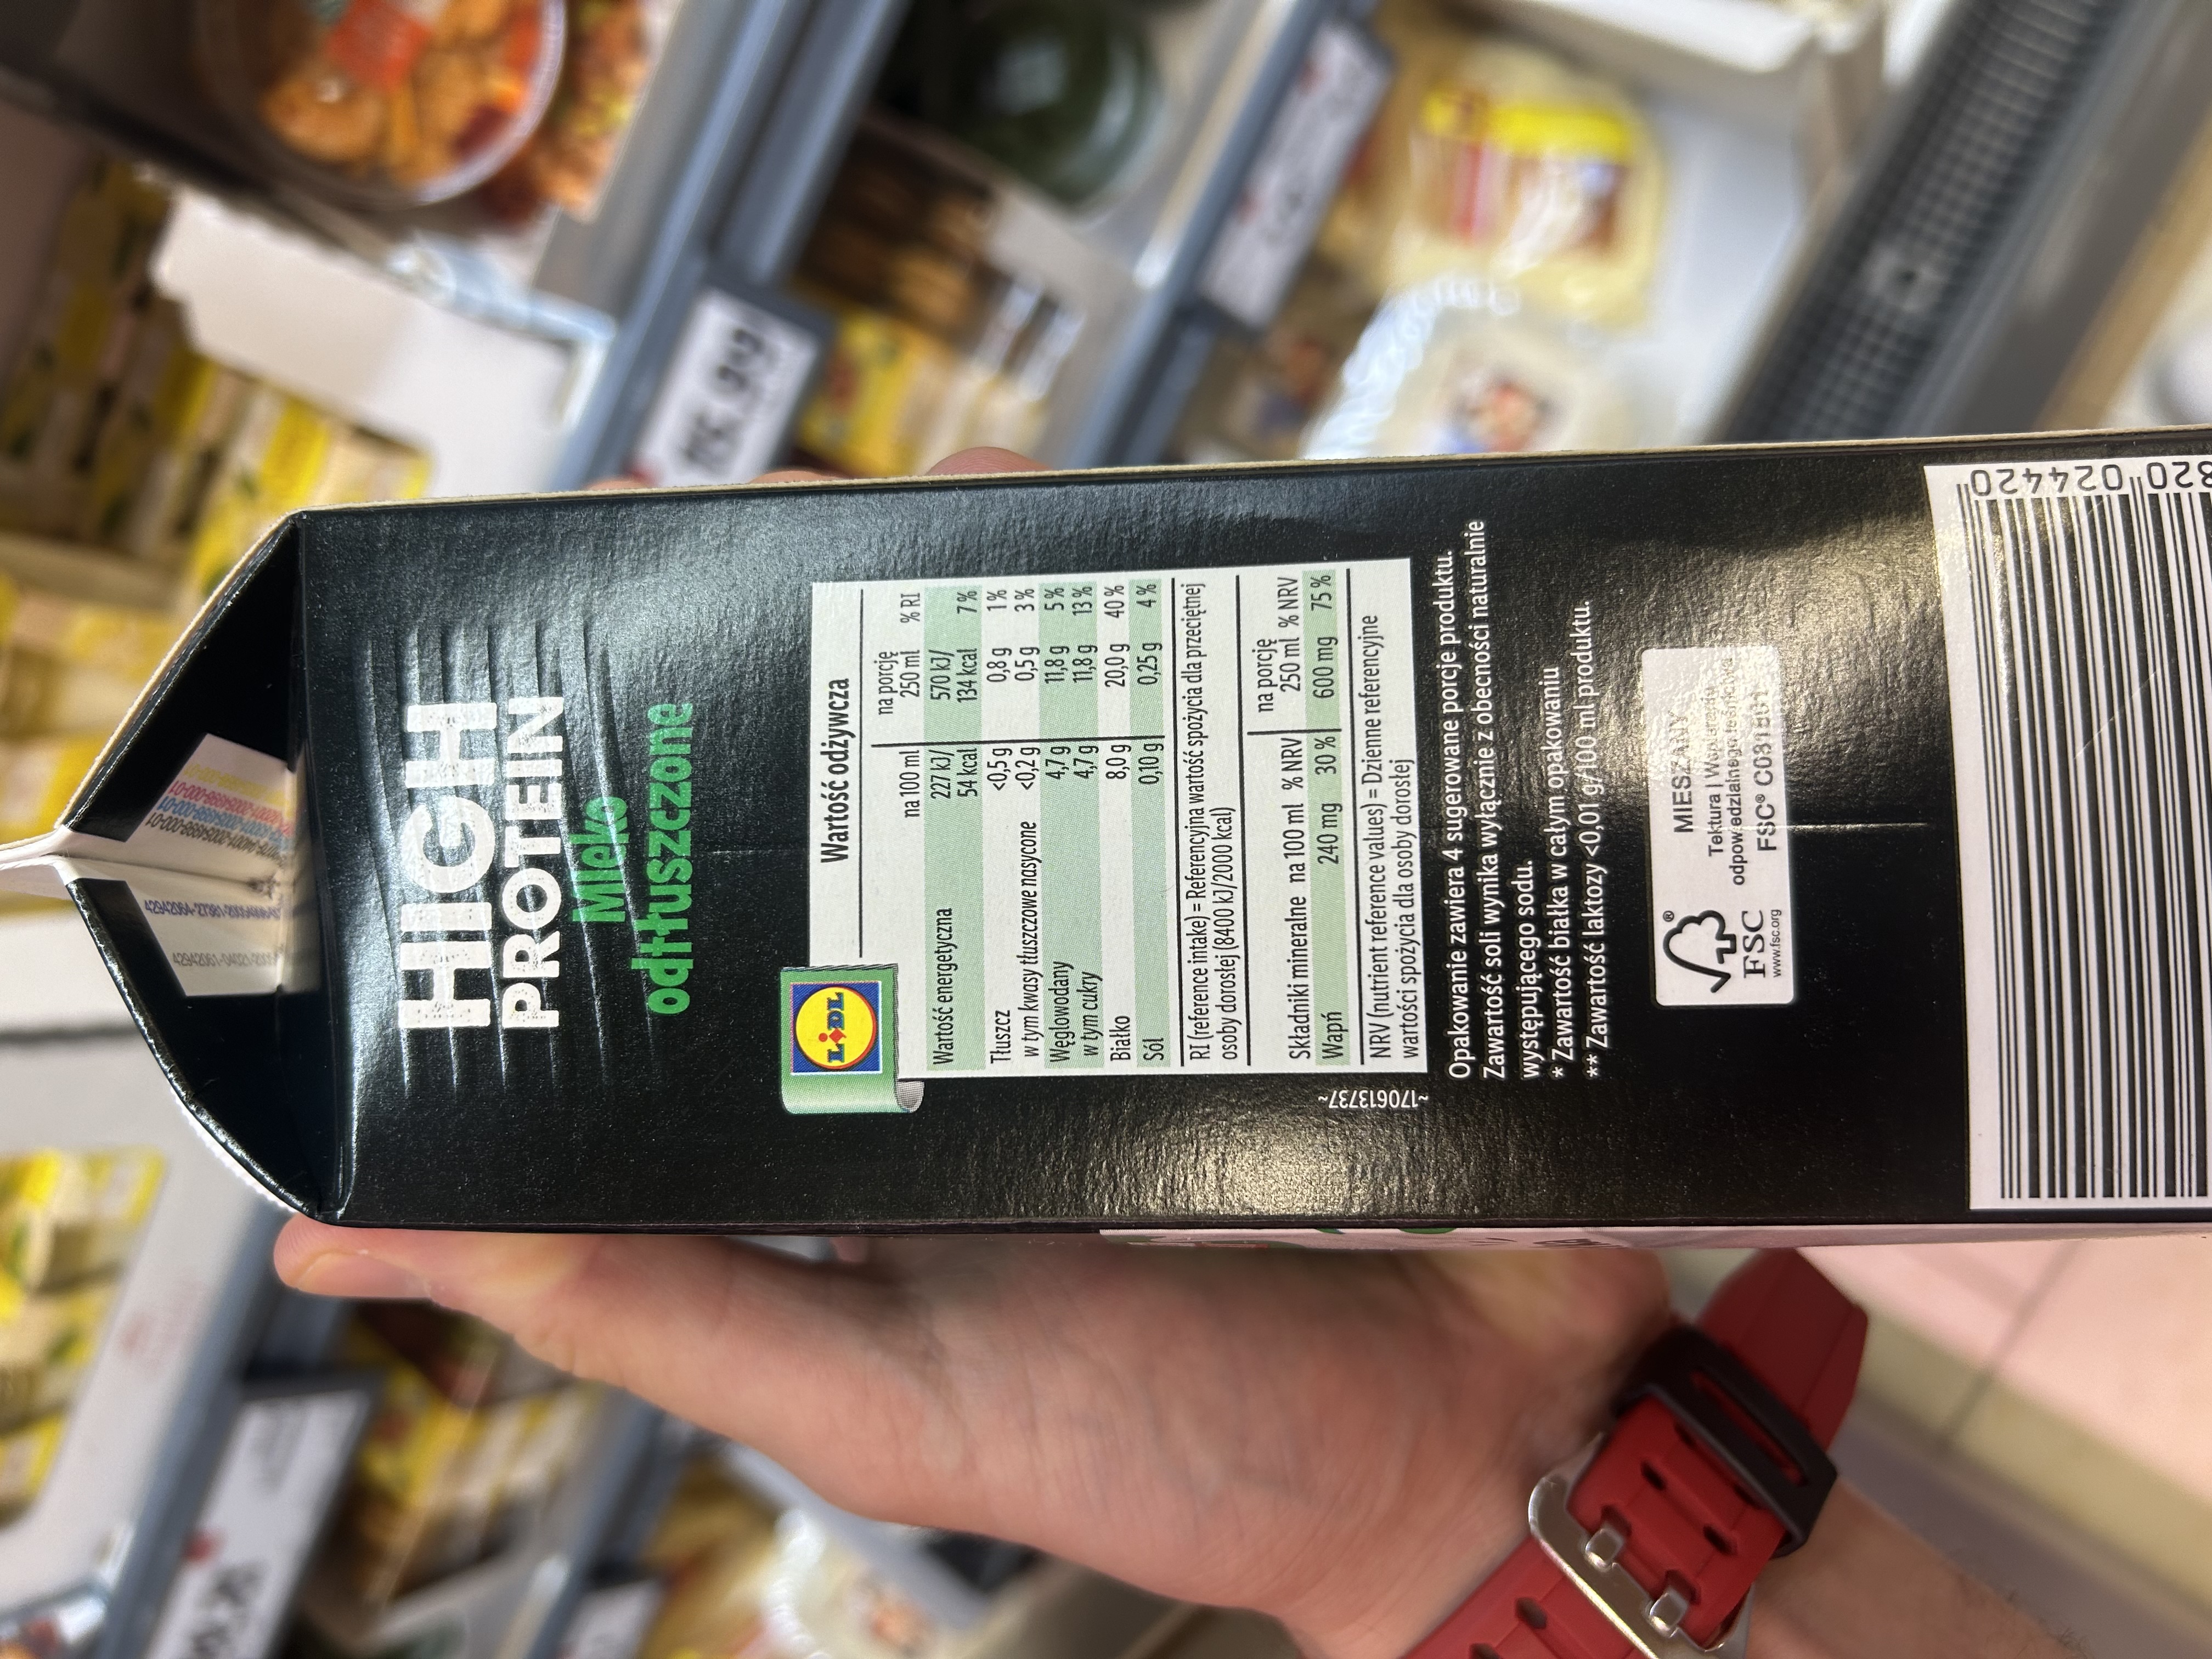 HIGH
PROTEIN
Mleko
odtłuszczone
LIDL
Wartość odżywcza
na 100 ml na porcję 250 ml % RI
Wartość energetyczna 227 kJ/ 54 kcal 570 kJ/ 134 kcal 7 %
Tłuszcz <0,5 g 0,8 g 1 %
w tym kwasy tłuszczowe nasycone <0,2 g 0,5 g 3 %
Węglowodany 4,7 g 11,8 g 5 %
w tym cukry 4,7 g 11,8 g 13 %
Białko 8,0 g 20,0 g 40 %
Sól 0,10 g 0,25 g 4 %
RI (reference intake) = Referencyjna wartość spożycia dla przeciętnej
osoby dorosłej (8400 kJ/2000 kcal)
Składniki mineralne na 100 ml % NRV na porcję 250 ml % NRV
Wapń 240 mg 30 % 600 mg 75 %
NRV (nutrient reference values) = Dzienne referencyjne
wartości spożycia dla osoby dorosłej
~170613737~
Opakowanie zawiera 4 sugerowane porcje produktu.
Zawartość soli wynika wyłącznie z obecności naturalnie
występującego sodu.
* Zawartość białka w całym opakowaniu
** Zawartość laktozy <0,01 g/100 ml produktu.
FSC
www.fsc.org
MIESZANY
Tektura |
odpowiedzialnego
FSC® C081801
820 024420
15,99